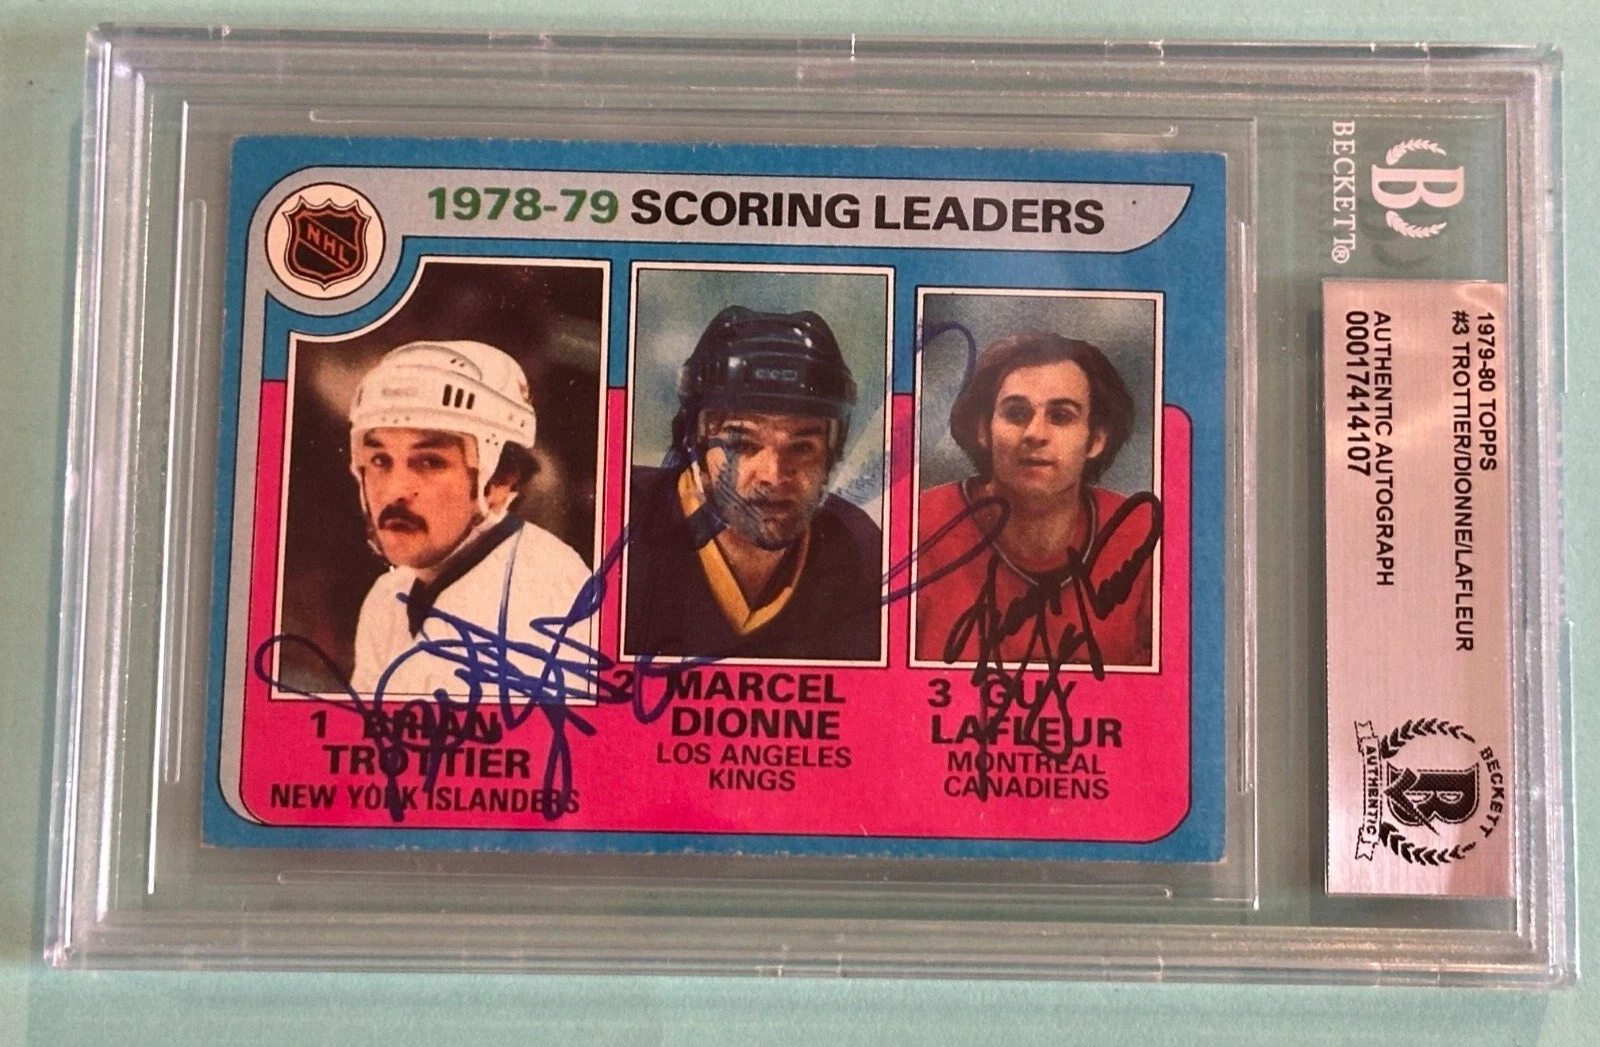 1978-79 SCORING LEADERS
NHL
1 BRIAN
TROTTIER
NEW YORK ISLANDERS
2 MARCEL
DIONNE
LOS ANGELES
KINGS
3 GUY
LAFLEUR
MONTREAL
CANADIENS
B
BECKETT®
1979-80 TOPPS
#3 TROTTIER/DIONNE/LAFLEUR
AUTHENTIC AUTOGRAPH
00017414107
BECKETT
B
AUTHENTIC